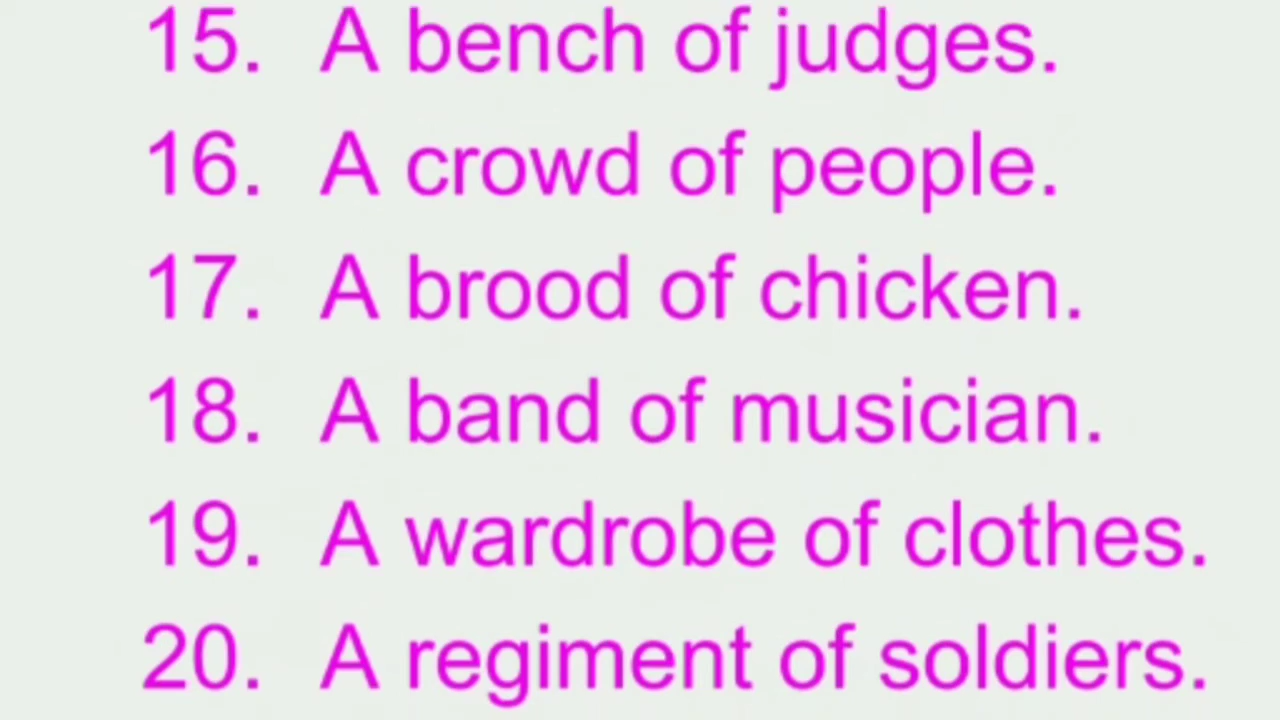 15. A bench of judges.
16. A crowd of people.
17. A brood of chicken.
18. A band of musician.
19. A wardrobe of clothes.
20. A regiment of soldiers.